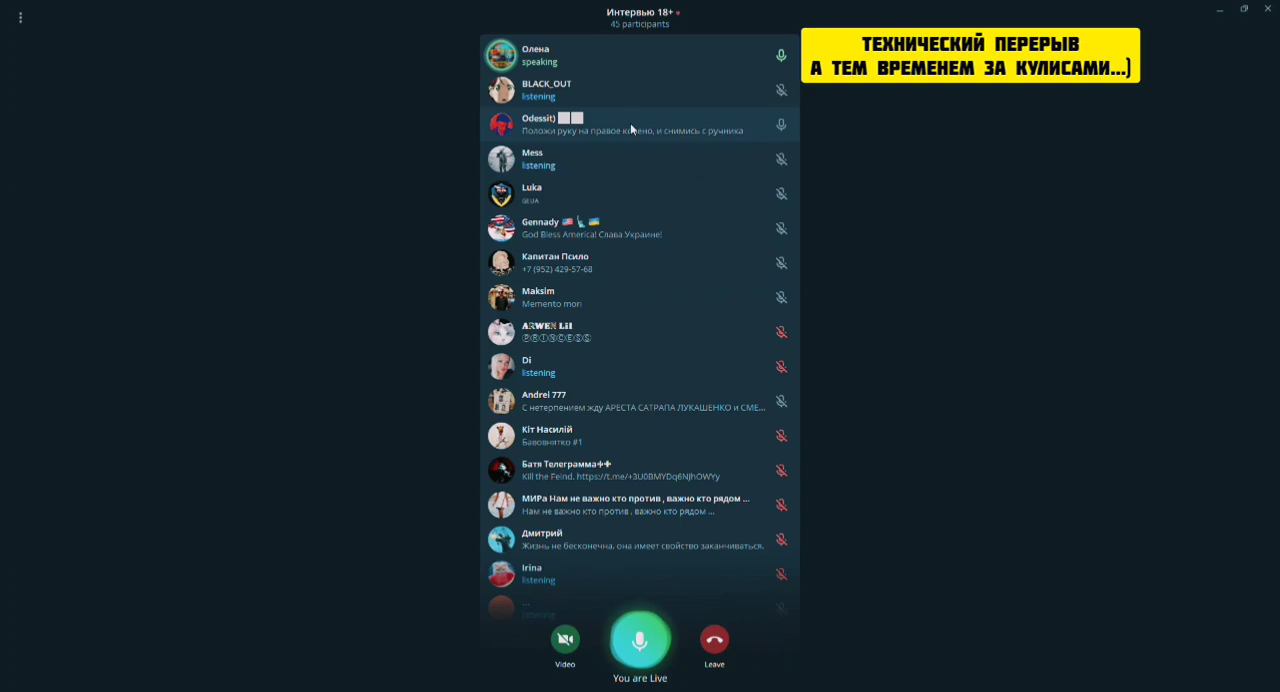 Интервью 18+
45 participants
ТЕХНИЧЕСКИЙ ПЕРЕРЫВ
А ТЕМ ВРЕМЕНЕМ ЗА КУЛИСАМИ...)
Олена
speaking
BLACK_OUT
listening
Odessit)
Положи руку на правое колено, и снимись с ручника
Mess
listening
Luka
GEUA
Gennady 🇺🇸🗽🇺🇦
God Bless America! Слава Украине!
Капитан Псило
+7 (952) 429-57-68
Maksim
Memento mori
𝐀ℝ𝐖𝐄ℕ 𝐋𝐢𝐥
ⓅⓇⒾⓃⒸⒺⓈⓈ
Di
listening
Andrei 777
С нетерпением жду АРЕСТА САТРАПА ЛУКАШЕНКО и СМЕ...
Кіт Насилій
Бавовнятко #1
Батя Телеграмма✙✙
Kill the Feind. https://t.me/+3U0BMYDq6NJhOWYy
МИРа Нам не важно кто против , важно кто рядом ...
Нам не важно кто против , важно кто рядом ...
Дмитрий
Жизнь не бесконечна, она имеет свойство заканчиваться.
Irina
listening
...
listening
Video
Leave
You are Live